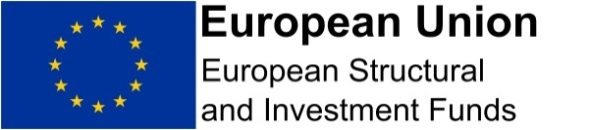 European Union
European Structural
and Investment Funds